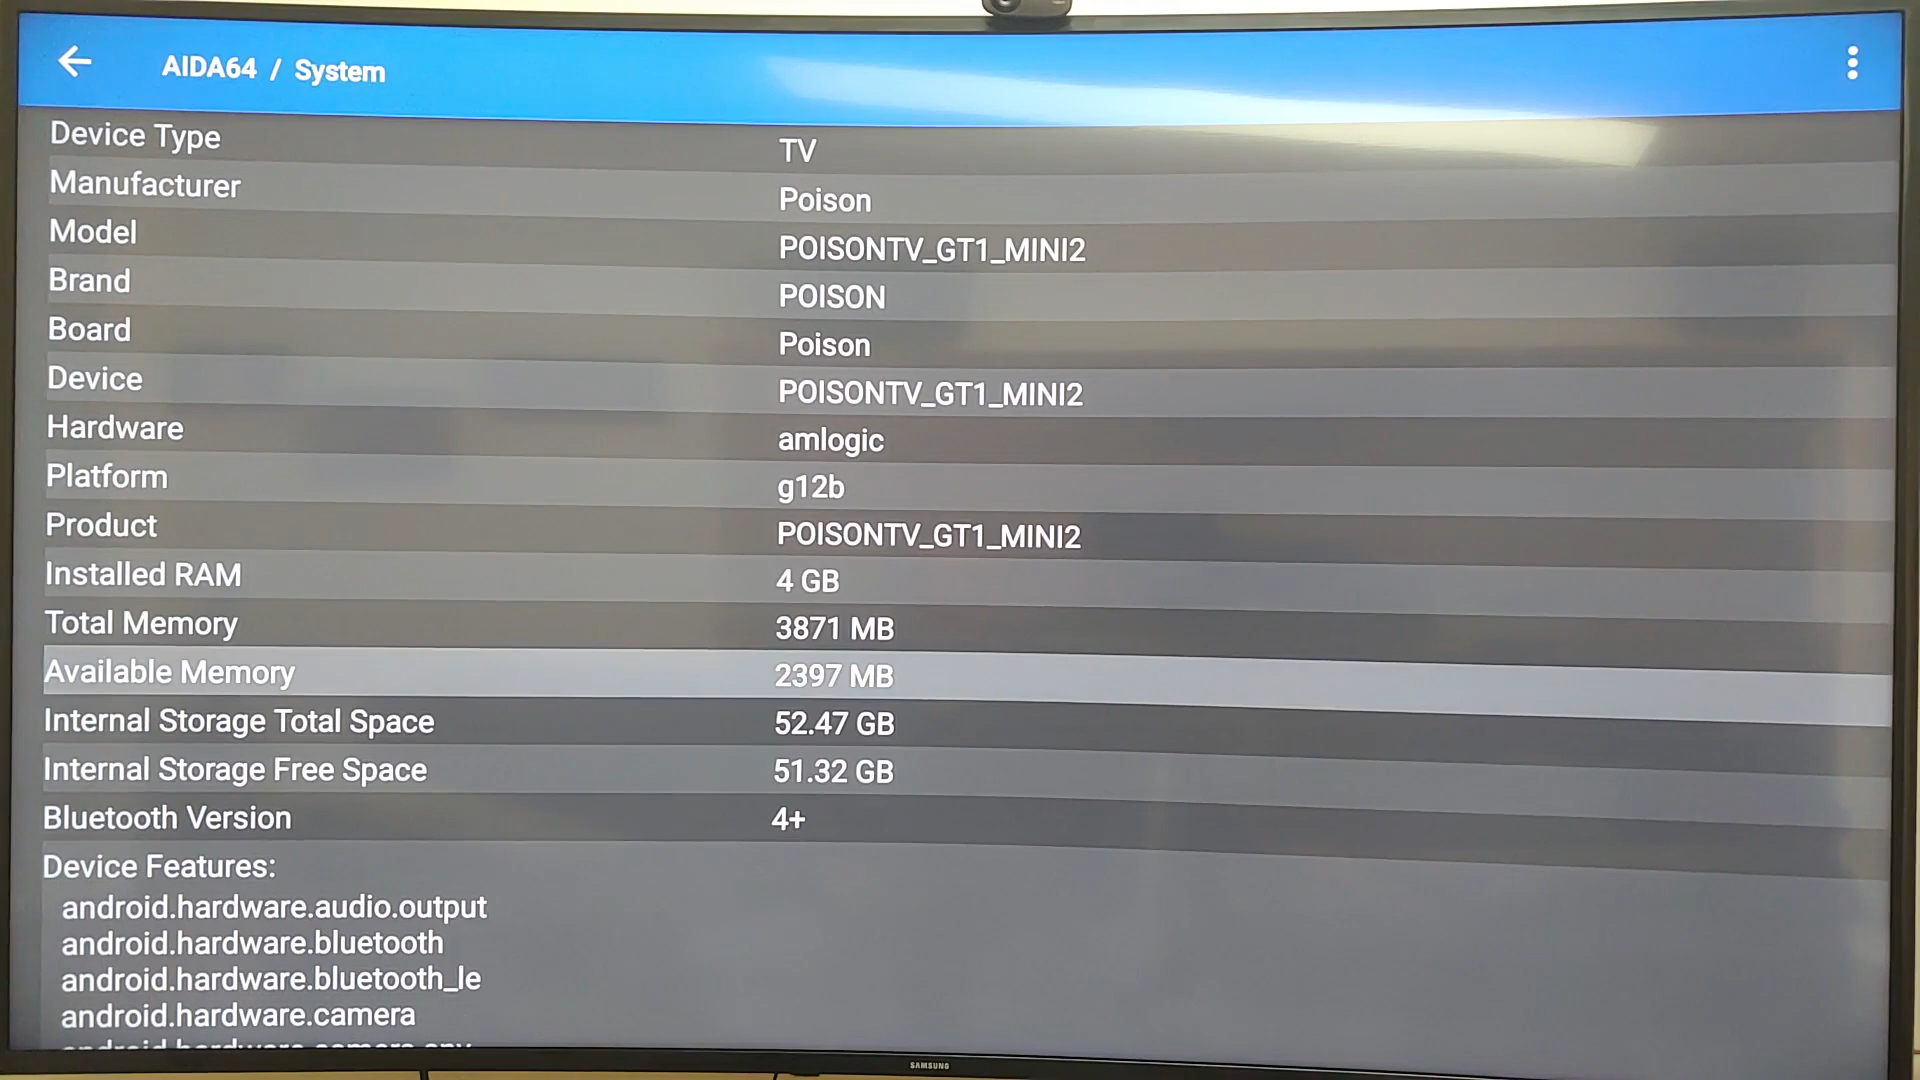 AIDA64 / System
Device Type TV
Manufacturer Poison
Model POISONTV_GT1_MINI2
Brand POISON
Board Poison
Device POISONTV_GT1_MINI2
Hardware amlogic
Platform g12b
Product POISONTV_GT1_MINI2
Installed RAM 4 GB
Total Memory 3871 MB
Available Memory 2397 MB
Internal Storage Total Space 52.47 GB
Internal Storage Free Space 51.32 GB
Bluetooth Version 4+
Device Features:
android.hardware.audio.output
android.hardware.bluetooth
android.hardware.bluetooth_le
android.hardware.camera
SAMSUNG